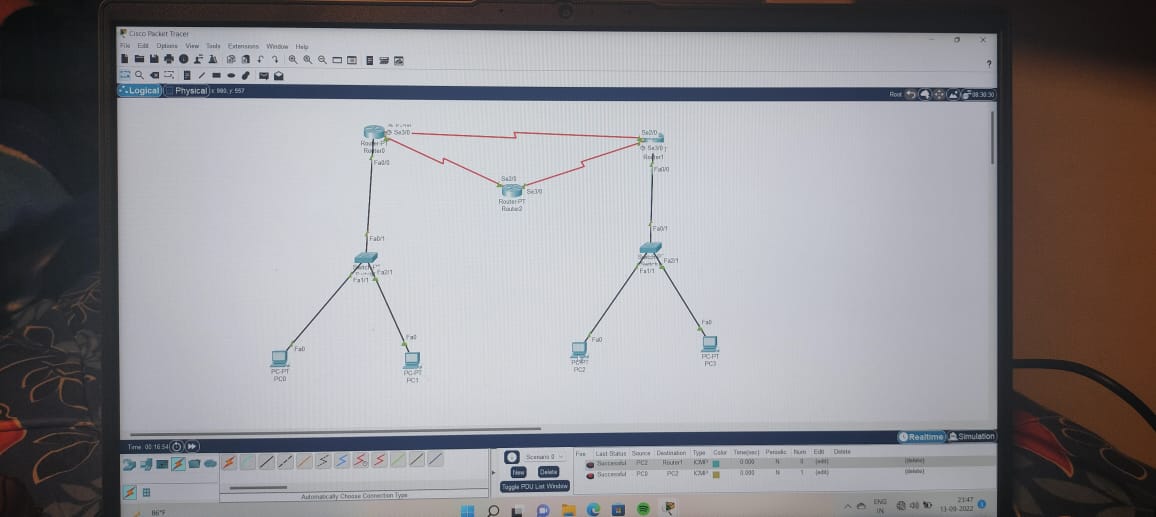 Cisco Packet Tracer
File Edit Options View Tools Extensions Window Help
?
Logical Physical x: 980, y: 557
Root 08:30:30
Se3/0
Router-PT
Router0
Fa0/0
Se2/0
Se3/0
Router1
Fa0/0
Se2/0
Se3/0
Router-PT
Router2
Fa0/1
Fa2/1
Fa1/1
Fa0/1
Fa2/1
Fa1/1
Fa0
PC-PT
PC0
Fa0
PC-PT
PC1
Fa0
PC-PT
PC2
Fa0
PC-PT
PC3
Time: 00:16:54
Realtime Simulation
Scenario 0
New Delete
Toggle PDU List Window
Fire Last Status Source Destination Type Color Time(sec) Periodic Num Edit Delete
Successful PC2 Router1 ICMP 0.000 N 0 (edit) (delete)
Successful PC0 PC2 ICMP 0.000 N 1 (edit) (delete)
Automatically Choose Connection Type
86°F
ENG
IN
23:47
13-09-2022